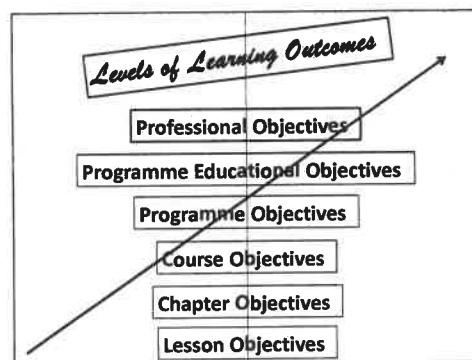 Levels of Learning Outcomes
Professional Objectives
Programme Educational Objectives
Programme Objectives
Course Objectives
Chapter Objectives
Lesson Objectives